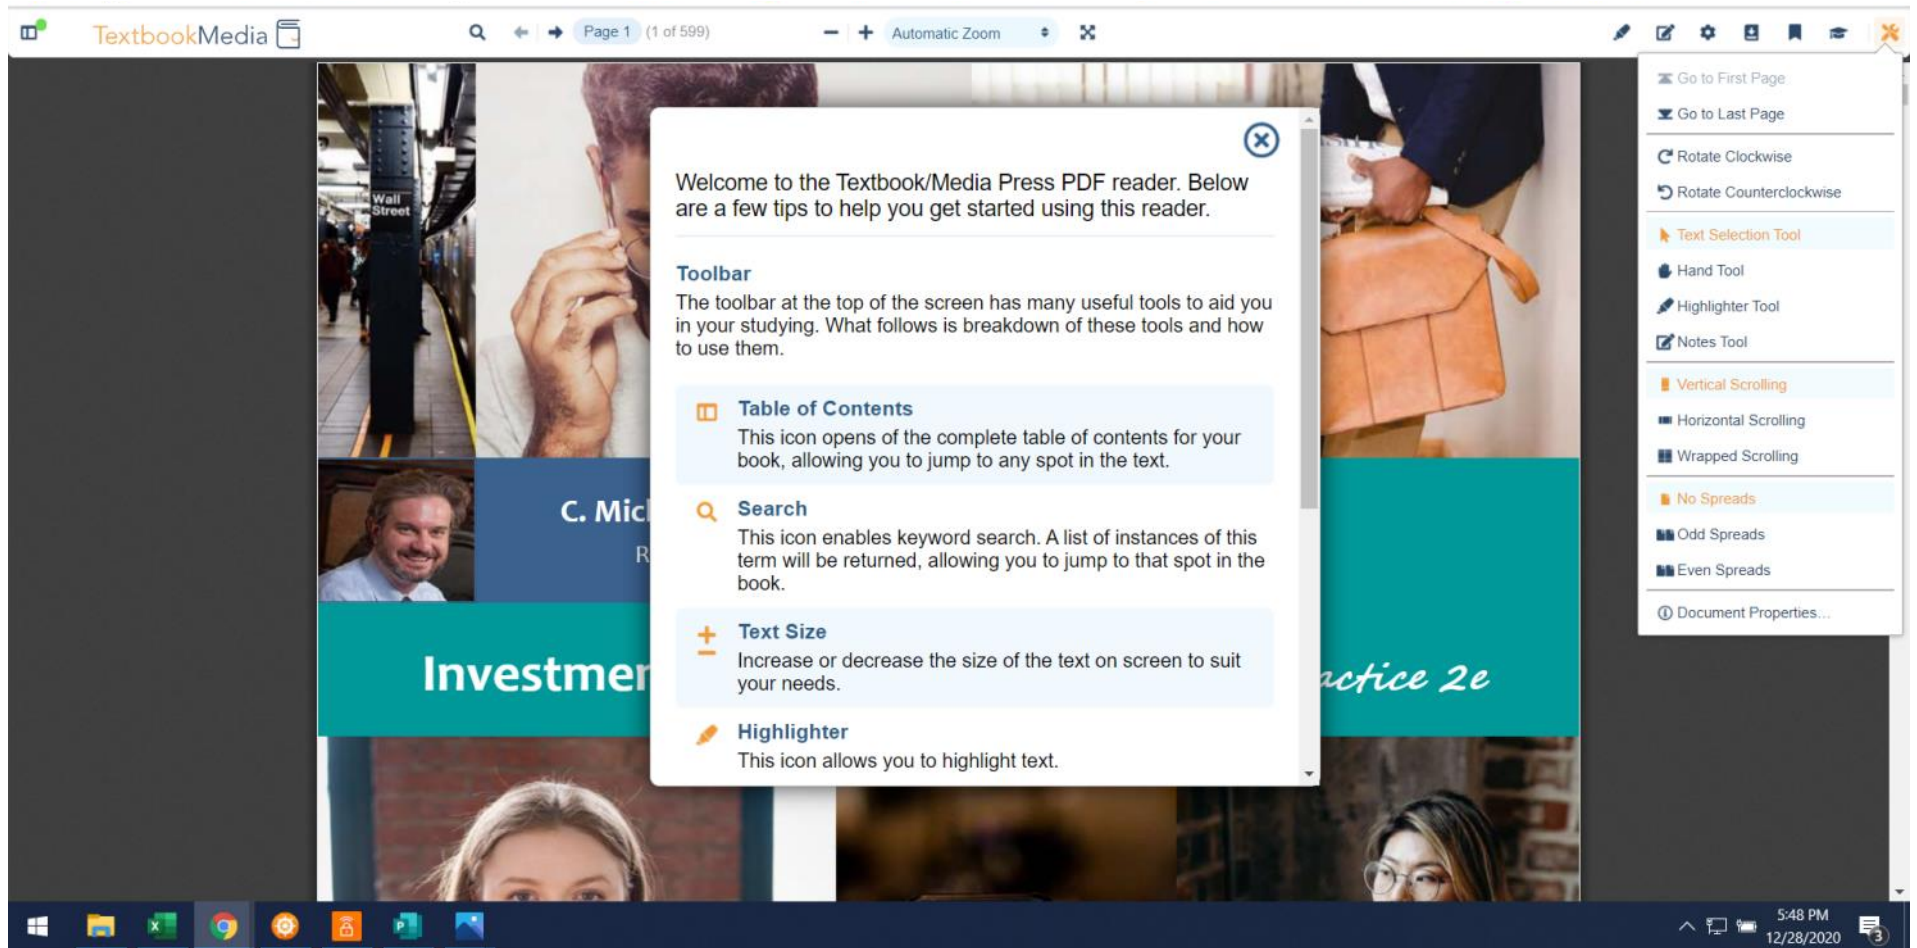 TextbookMedia
Page 1 (1 of 599)
Automatic Zoom
Go to First Page
Go to Last Page
Rotate Clockwise
Rotate Counterclockwise
Text Selection Tool
Hand Tool
Highlighter Tool
Notes Tool
Vertical Scrolling
Horizontal Scrolling
Wrapped Scrolling
No Spreads
Odd Spreads
Even Spreads
Document Properties...
Wall
Street
Welcome to the Textbook/Media Press PDF reader. Below
are a few tips to help you get started using this reader.
Toolbar
The toolbar at the top of the screen has many useful tools to aid you
in your studying. What follows is breakdown of these tools and how
to use them.
Table of Contents
This icon opens of the complete table of contents for your
book, allowing you to jump to any spot in the text.
Search
This icon enables keyword search. A list of instances of this
term will be returned, allowing you to jump to that spot in the
book.
Text Size
Increase or decrease the size of the text on screen to suit
your needs.
Highlighter
This icon allows you to highlight text.
C. Mic
R
Investmen
actice 2e
5:48 PM
12/28/2020
3